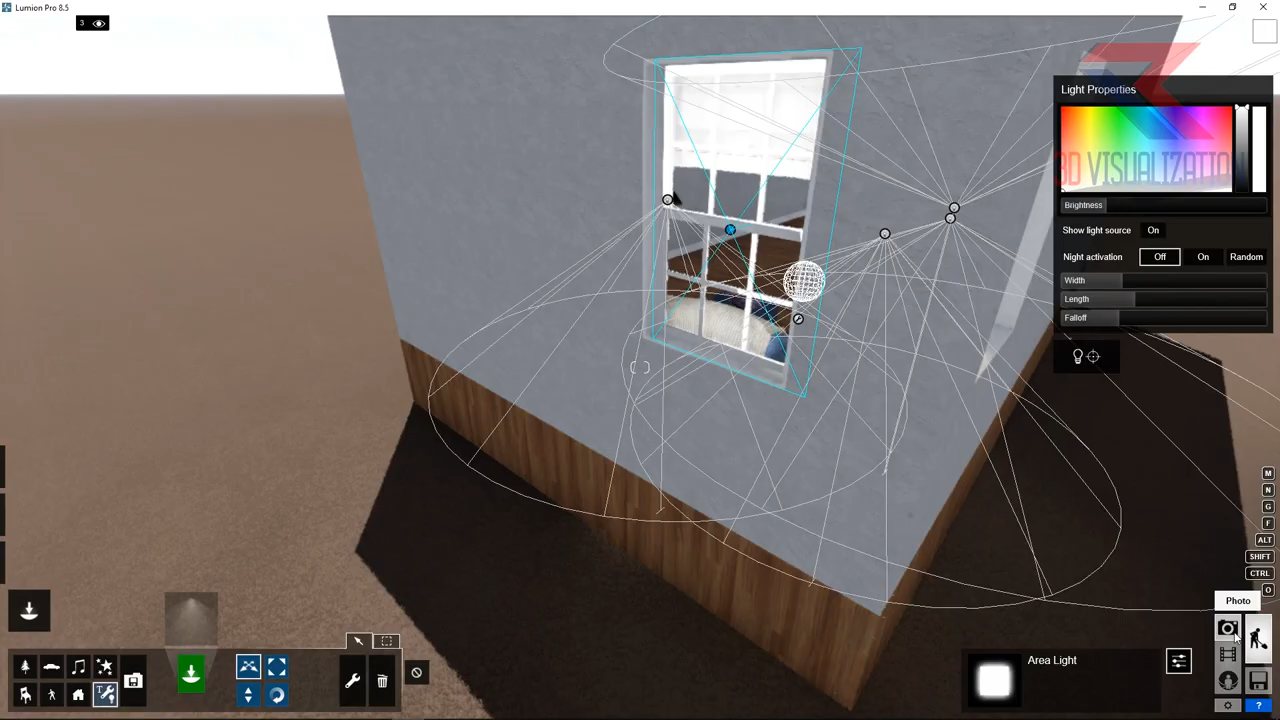 Lumion Pro 8.5
3
Light Properties
3D VISUALIZATION
Brightness
Show light source On
Night activation Off On Random
Width
Length
Falloff
M
N
G
F
ALT
SHIFT
CTRL
O
Photo
Area Light
T
?